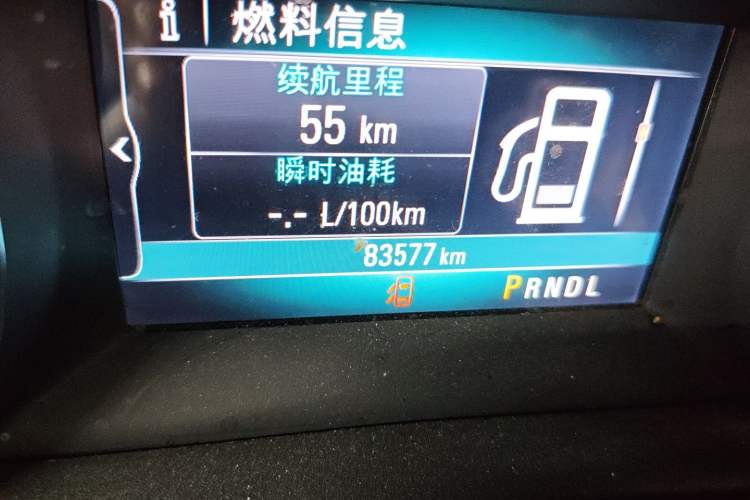 i 燃料信息
续航里程
55 km
瞬时油耗
-.- L/100km
83577 km
PRNDL